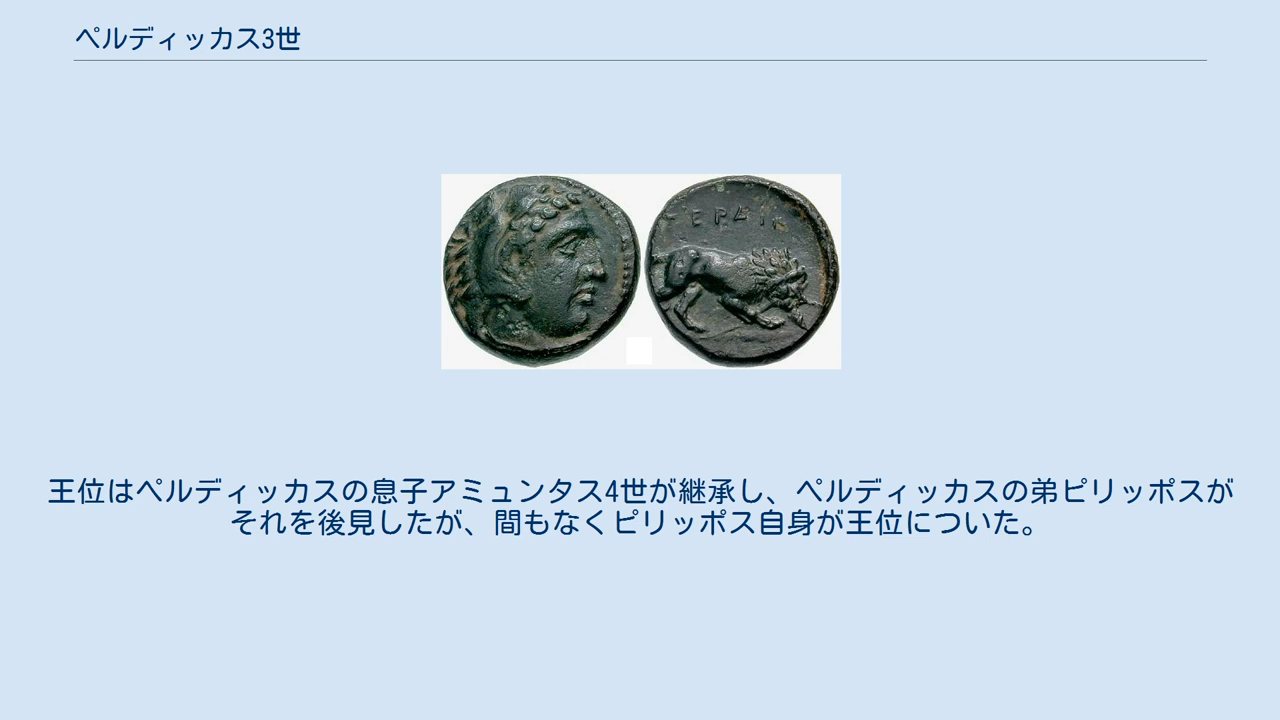 ペルディッカス3世
ΕΡΔΙΚ
王位はペルディッカスの息子アミュンタス4世が継承し、ペルディッカスの弟ピリッポスが
それを後見したが、間もなくピリッポス自身が王位についた。